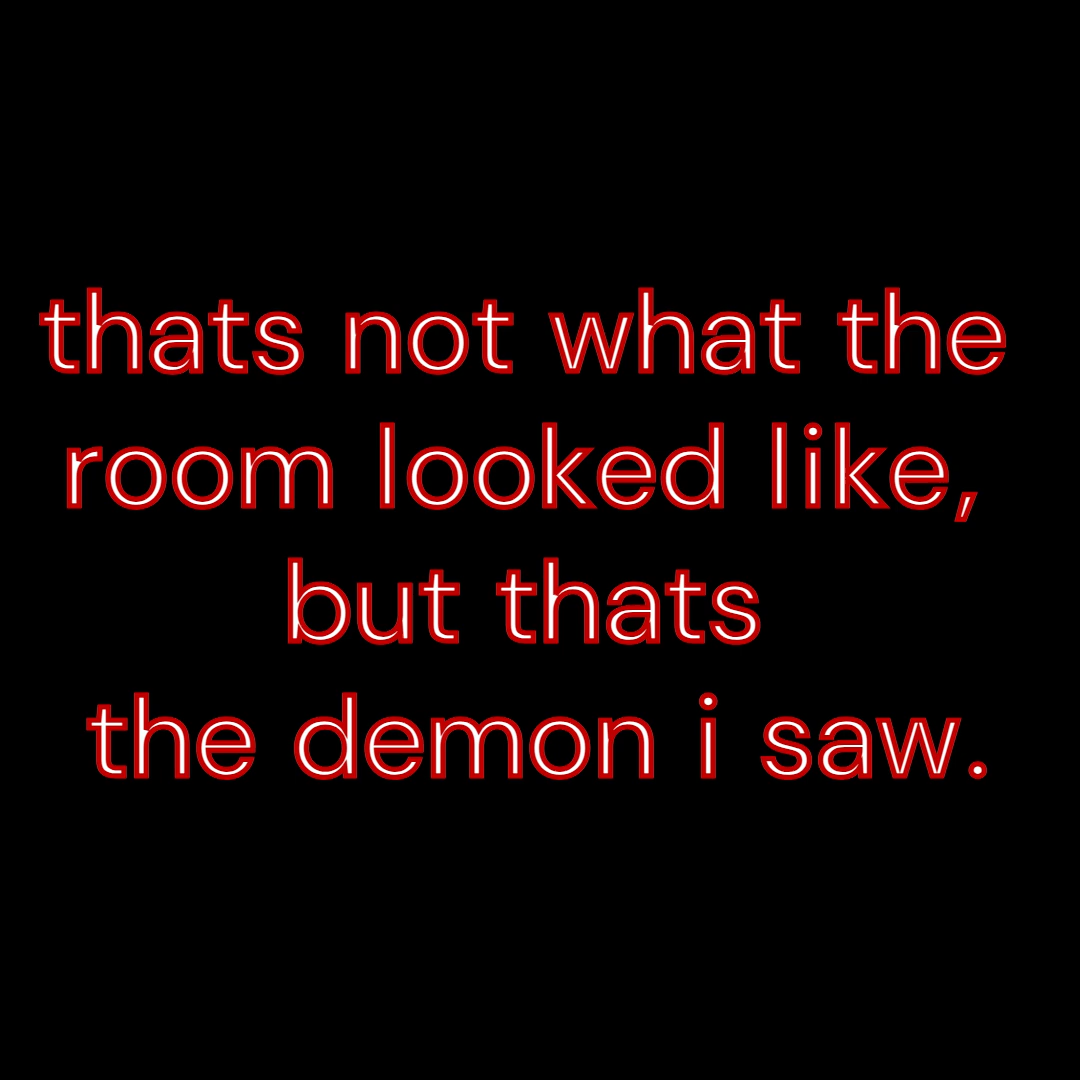 thats not what the
room looked like,
but thats
the demon i saw.